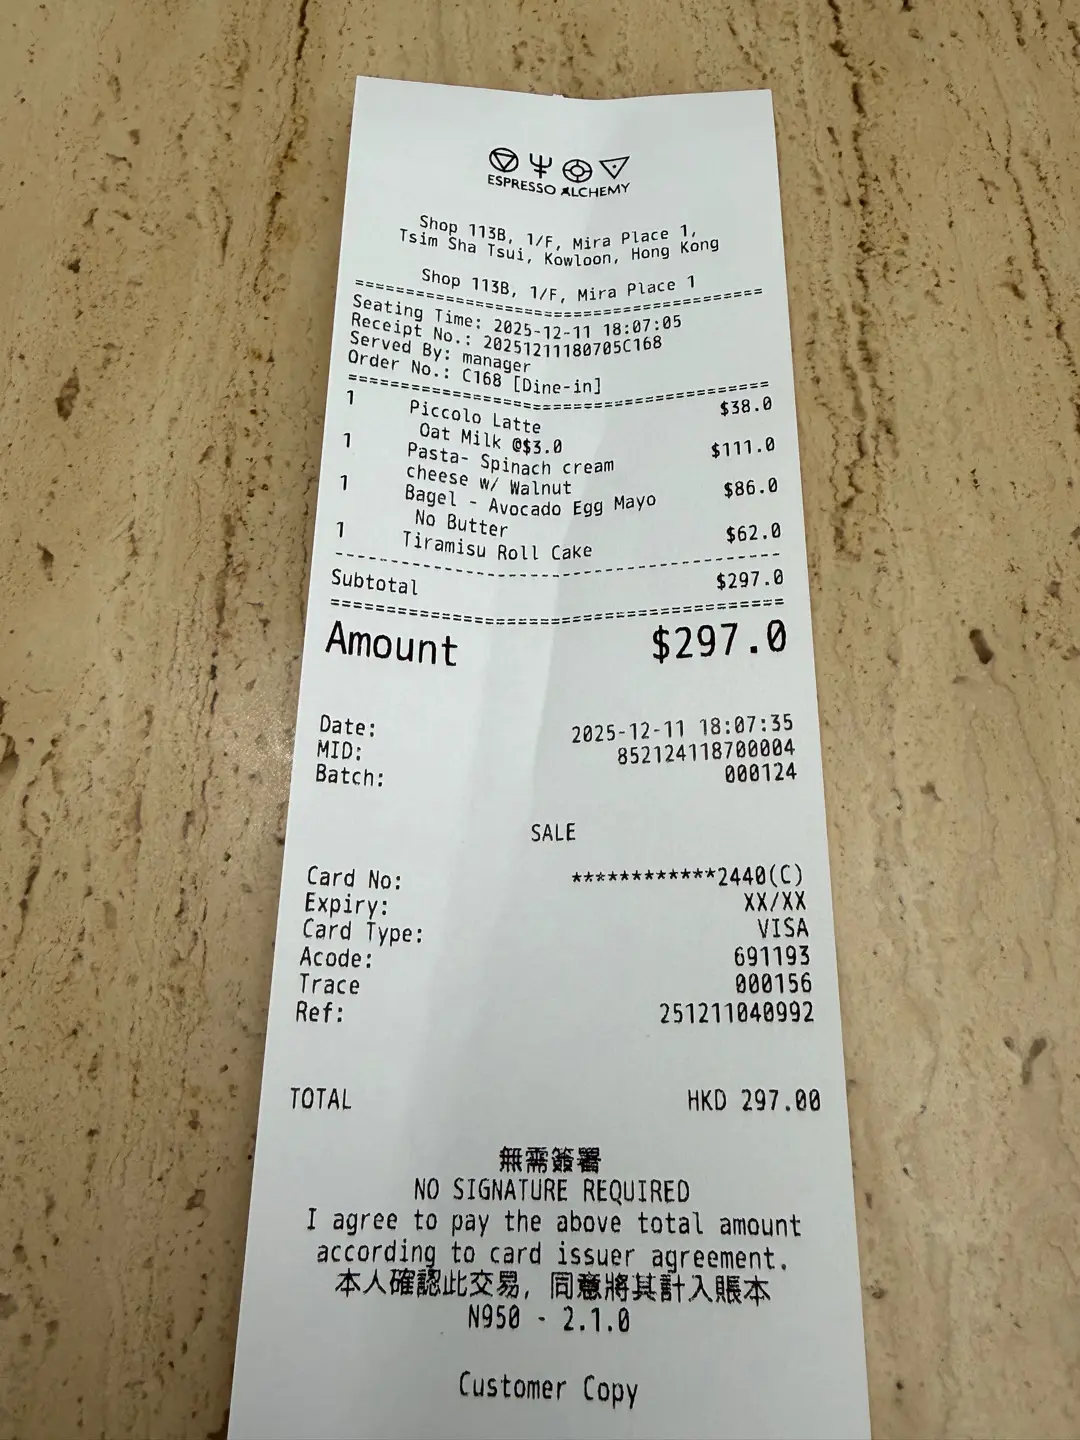 ESPRESSO ALCHEMY
Shop 113B, 1/F, Mira Place 1,
Tsim Sha Tsui, Kowloon, Hong Kong
Shop 113B, 1/F, Mira Place 1
Seating Time: 2025-12-11 18:07:05
Receipt No.: 20251211180705C168
Served By: manager
Order No.: C168 [Dine-in]
1 Piccolo Latte $38.0
Oat Milk @$3.0
1 Pasta- Spinach cream $111.0
cheese w/ Walnut
1 Bagel - Avocado Egg Mayo $86.0
No Butter
1 Tiramisu Roll Cake $62.0
Subtotal $297.0
Amount $297.0
Date: 2025-12-11 18:07:35
MID: 852124118700004
Batch: 000124
SALE
Card No: ************2440(C)
Expiry: XX/XX
Card Type: VISA
Acode: 691193
Trace 000156
Ref: 251211040992
TOTAL HKD 297.00
無需簽署
NO SIGNATURE REQUIRED
I agree to pay the above total amount
according to card issuer agreement.
本人確認此交易, 同意將其計入賬本
N950 - 2.1.0
Customer Copy